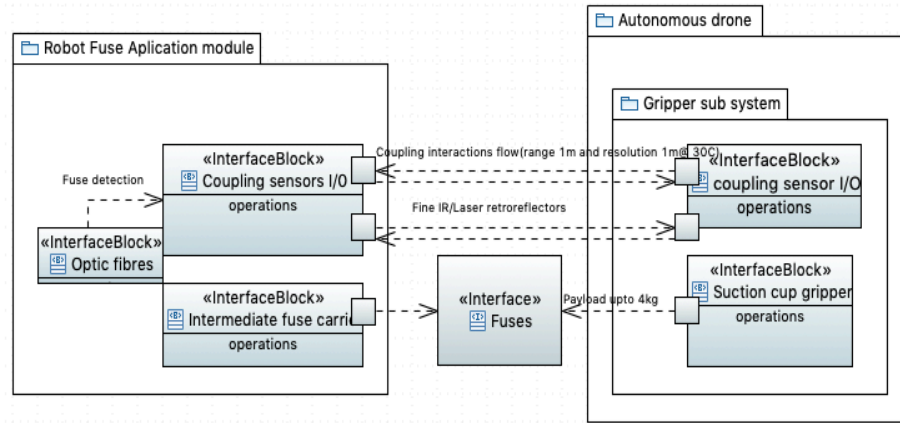 Robot Fuse Aplication module
Autonomous drone
Gripper sub system
Coupling interactions flow(range 1m and resolution 1m@ 30C)
«InterfaceBlock»
Coupling sensors I/O
operations
«InterfaceBlock»
coupling sensor I/O
operations
Fuse detection
Fine IR/Laser retroreflectors
«InterfaceBlock»
Optic fibres
«InterfaceBlock»
Intermediate fuse carri
operations
«Interface»
Fuses
Payload upto 4kg
«InterfaceBlock»
Suction cup gripper
operations